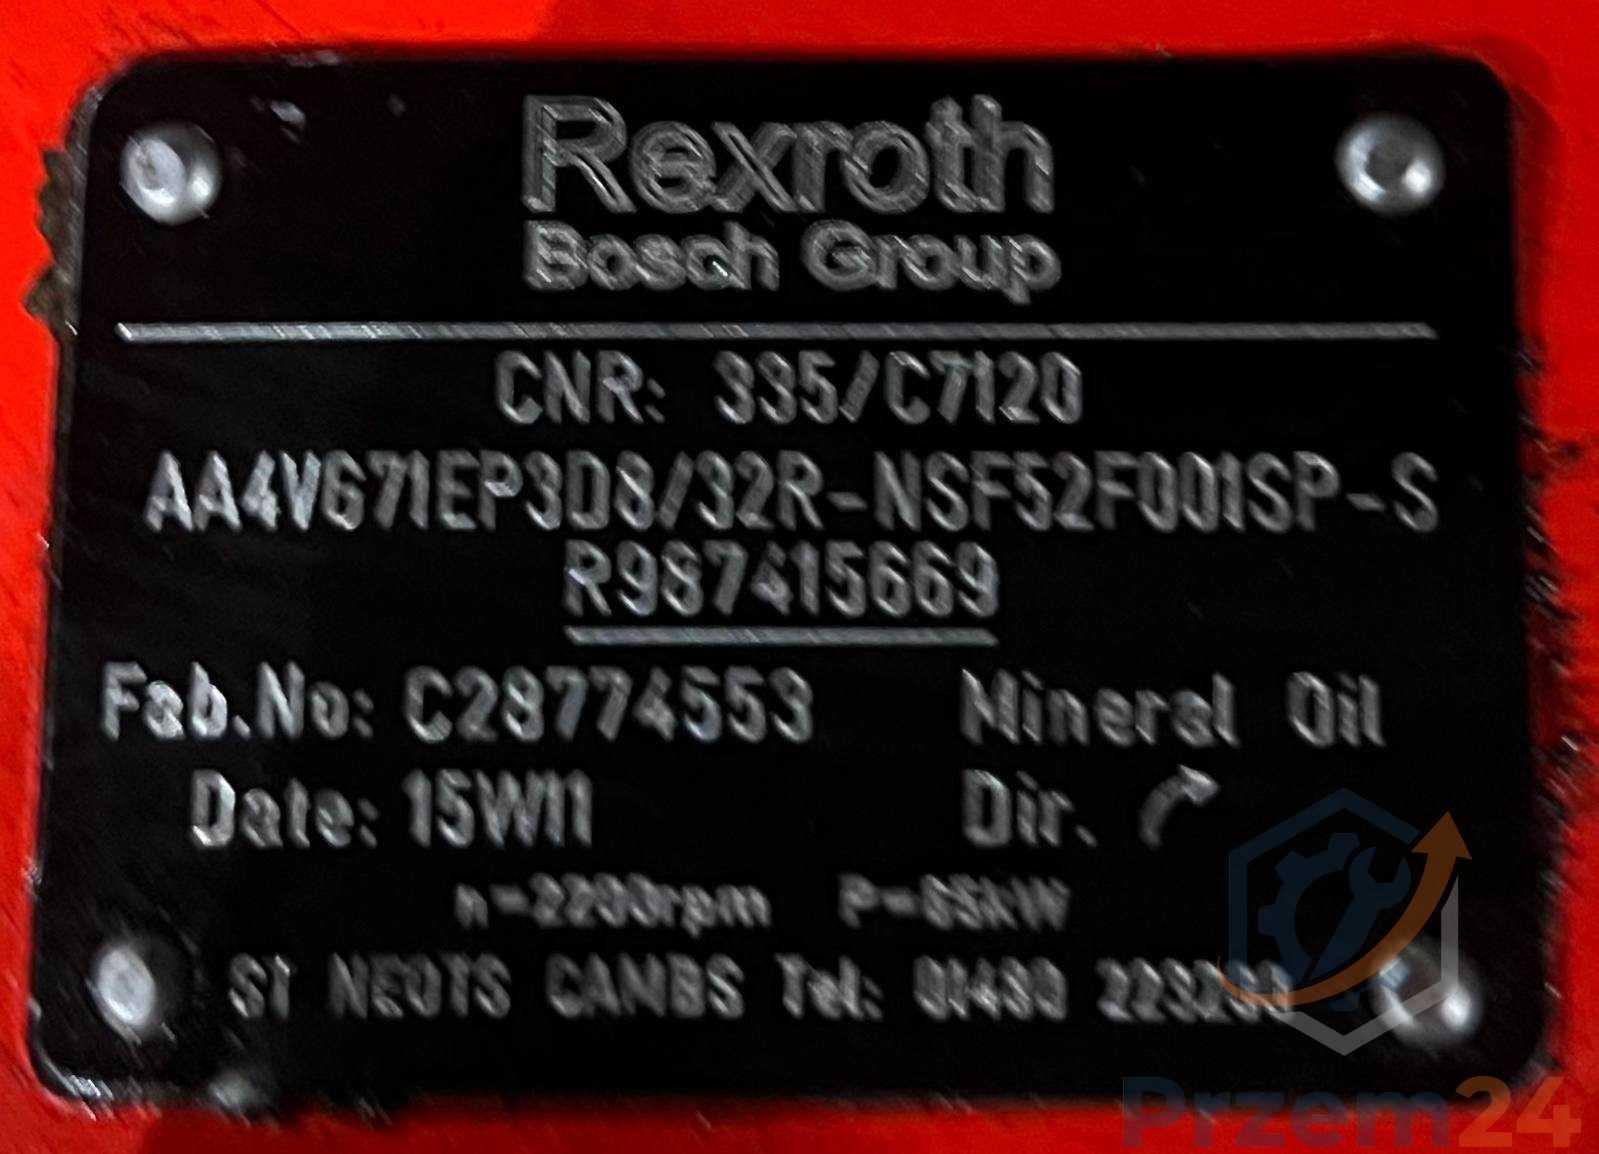 Rexroth
Bosch Group
CNR: 335/C7120
AA4VG71EP3D8/32R-NSF52F001SP-S
R987415669
Fab.No: C28774553 Mineral Oil
Date: 15W11 Dir.
n=2200rpm P=85kW
ST NEOTS CAMBS Tel: 01480
Przem24